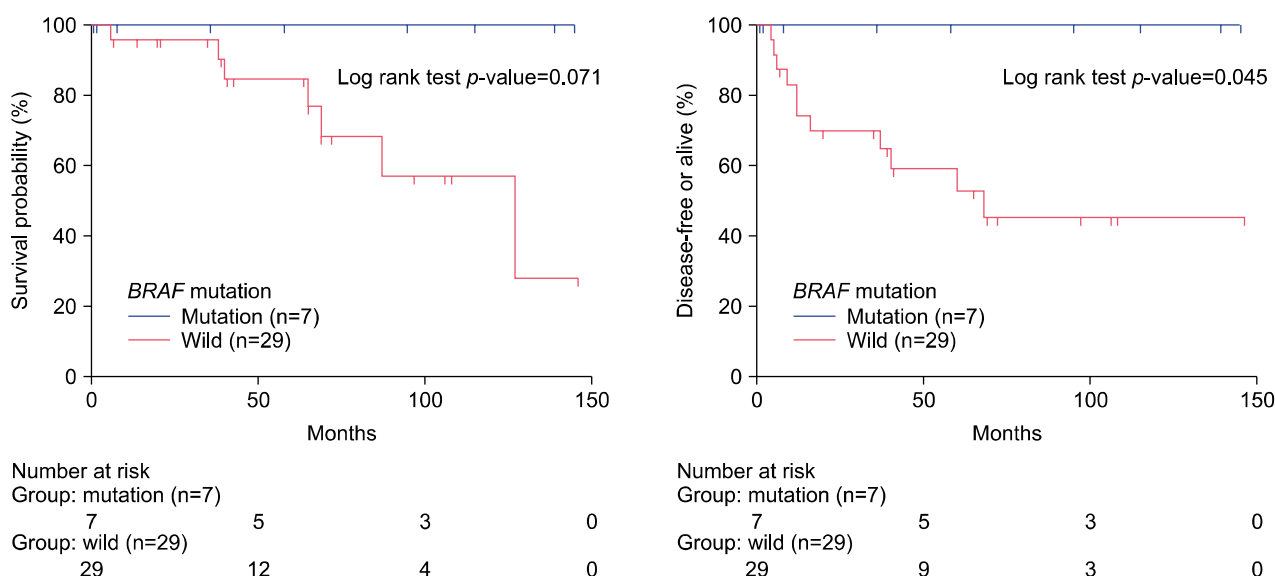 Survival probability (%)
100
80
60
40
20
0
Log rank test p-value=0.071
BRAF mutation
Mutation (n=7)
Wild (n=29)
0 50 100 150
Months
Number at risk
Group: mutation (n=7)
7 5 3 0
Group: wild (n=29)
29 12 4 0
Disease-free or alive (%)
100
80
60
40
20
0
Log rank test p-value=0.045
BRAF mutation
Mutation (n=7)
Wild (n=29)
0 50 100 150
Months
Number at risk
Group: mutation (n=7)
7 5 3 0
Group: wild (n=29)
29 9 3 0